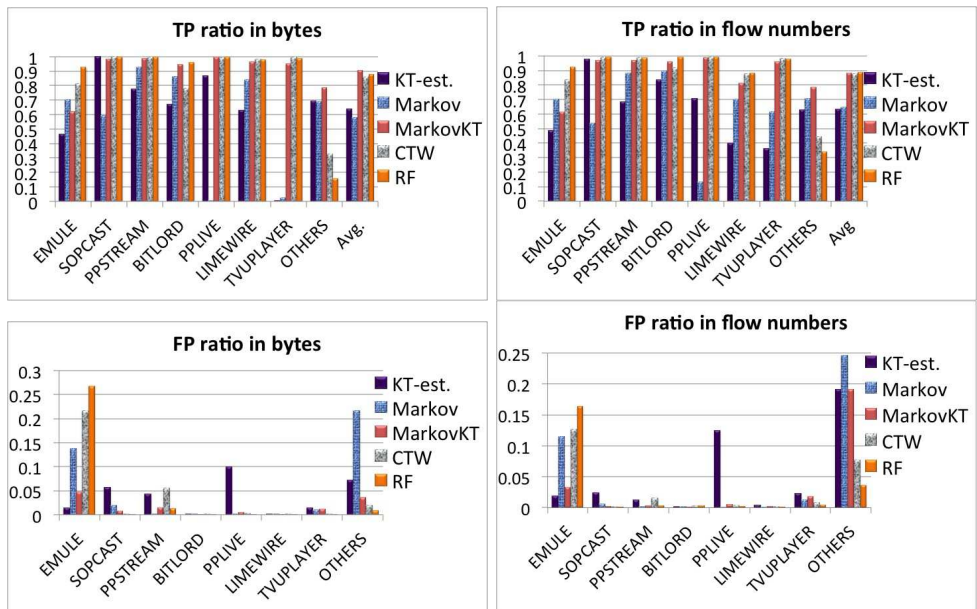 TP ratio in bytes
1
0.9
0.8
0.7
0.6
0.5
0.4
0.3
0.2
0.1
0
KT-est.
Markov
MarkovKT
CTW
RF
EMULE
SOPCAST
PPSTREAM
BITLORD
PPLIVE
LIMEWIRE
TVUPLAYER
OTHERS
Avg.
TP ratio in flow numbers
1
0.9
0.8
0.7
0.6
0.5
0.4
0.3
0.2
0.1
0
KT-est.
Markov
MarkovKT
CTW
RF
EMULE
SOPCAST
PPSTREAM
BITLORD
PPLIVE
LIMEWIRE
TVUPLAYER
OTHERS
Avg
FP ratio in bytes
0.3
0.25
0.2
0.15
0.1
0.05
0
KT-est.
Markov
MarkovKT
CTW
RF
EMULE
SOPCAST
PPSTREAM
BITLORD
PPLIVE
LIMEWIRE
TVUPLAYER
OTHERS
FP ratio in flow numbers
0.25
0.2
0.15
0.1
0.05
0
KT-est.
Markov
MarkovKT
CTW
RF
EMULE
SOPCAST
PPSTREAM
BITLORD
PPLIVE
LIMEWIRE
TVUPLAYER
OTHERS